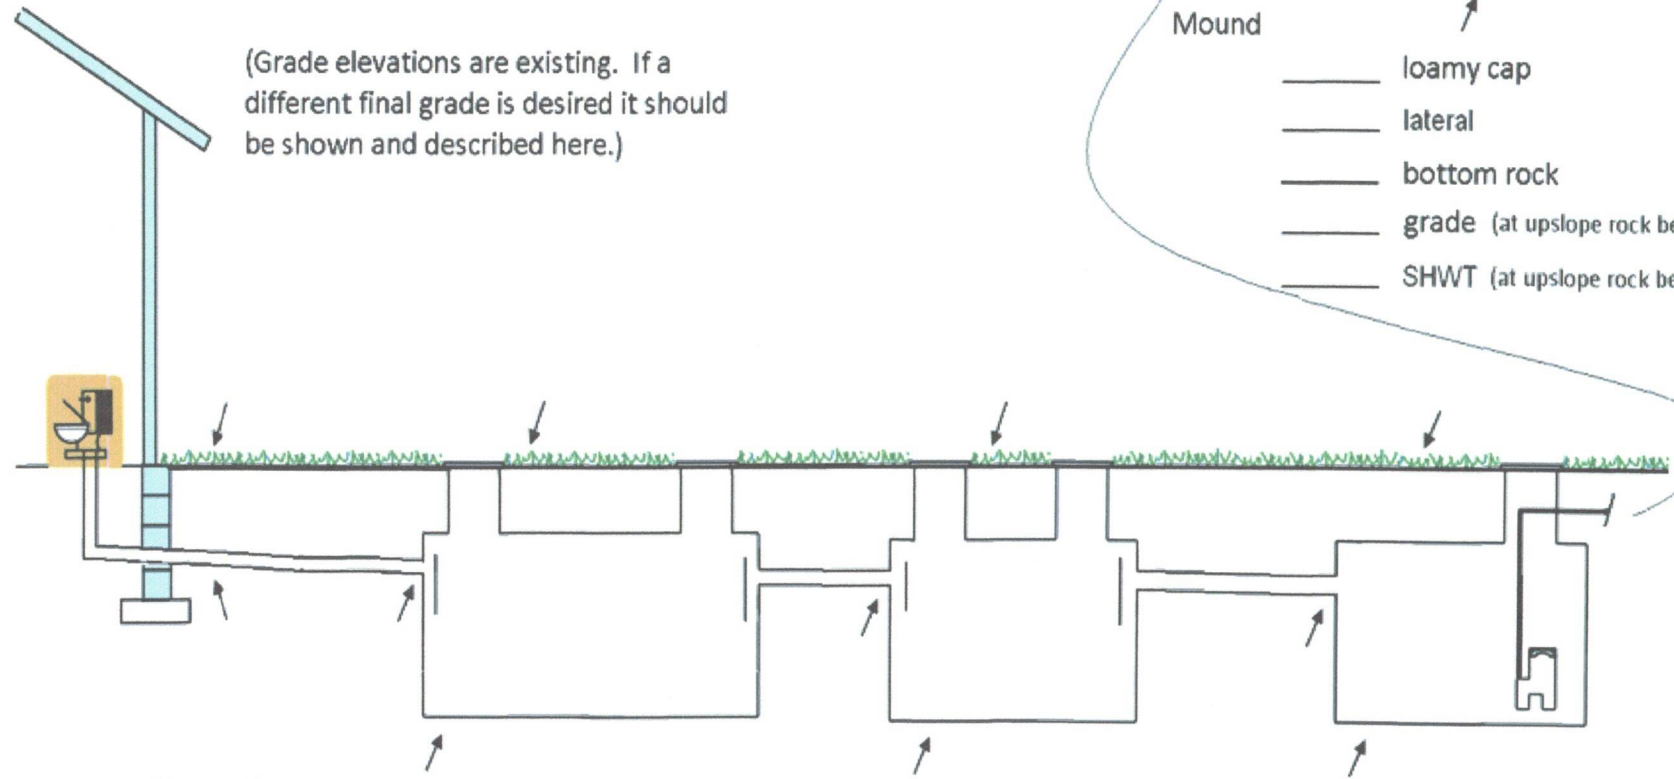 (Grade elevations are existing. If a
different final grade is desired it should
be shown and described here.)
Mound
loamy cap
lateral
bottom rock
grade (at upslope rock be
SHWT (at upslope rock be